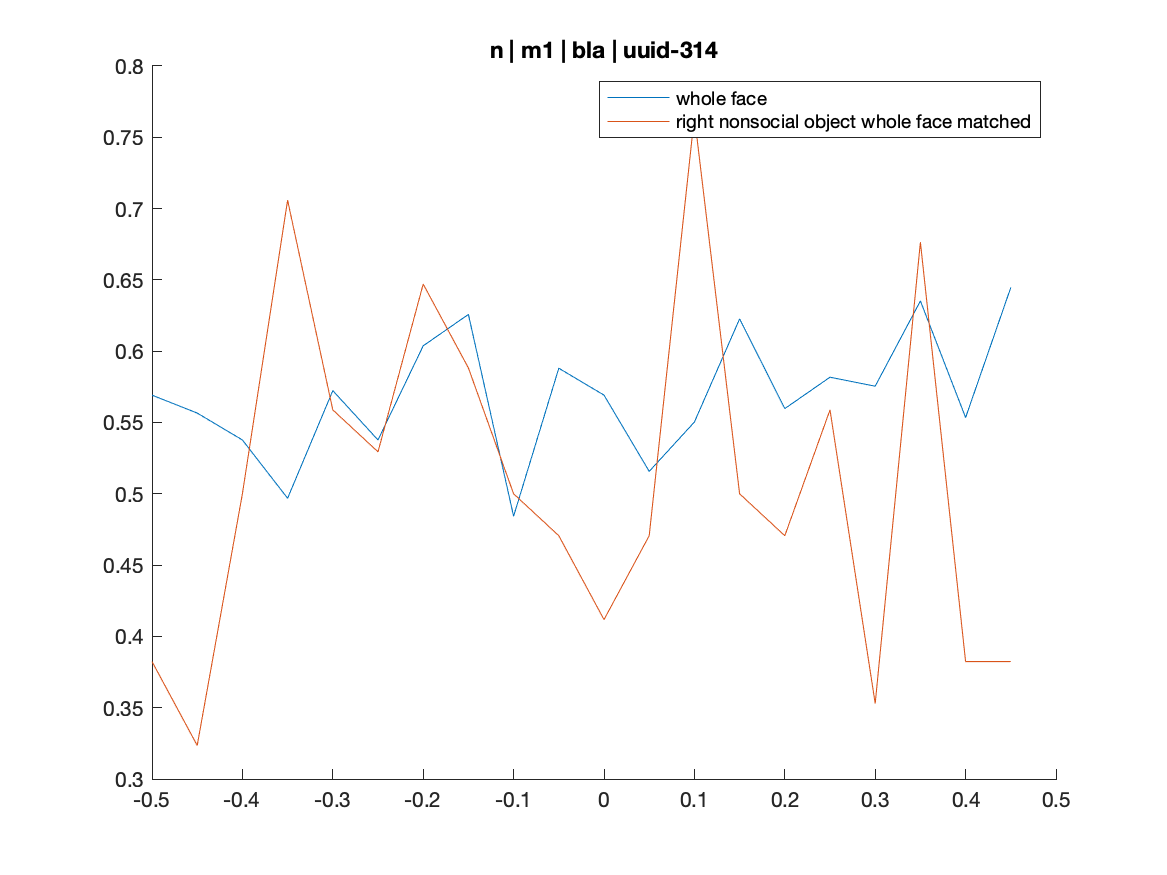 n | m1 | bla | uuid-314
0.8
whole face
right nonsocial object whole face matched
0.75
0.7
0.65
0.6
0.55
0.5
0.45
0.4
0.35
0.3
-0.5 -0.4 -0.3 -0.2 -0.1 0 0.1 0.2 0.3 0.4 0.5